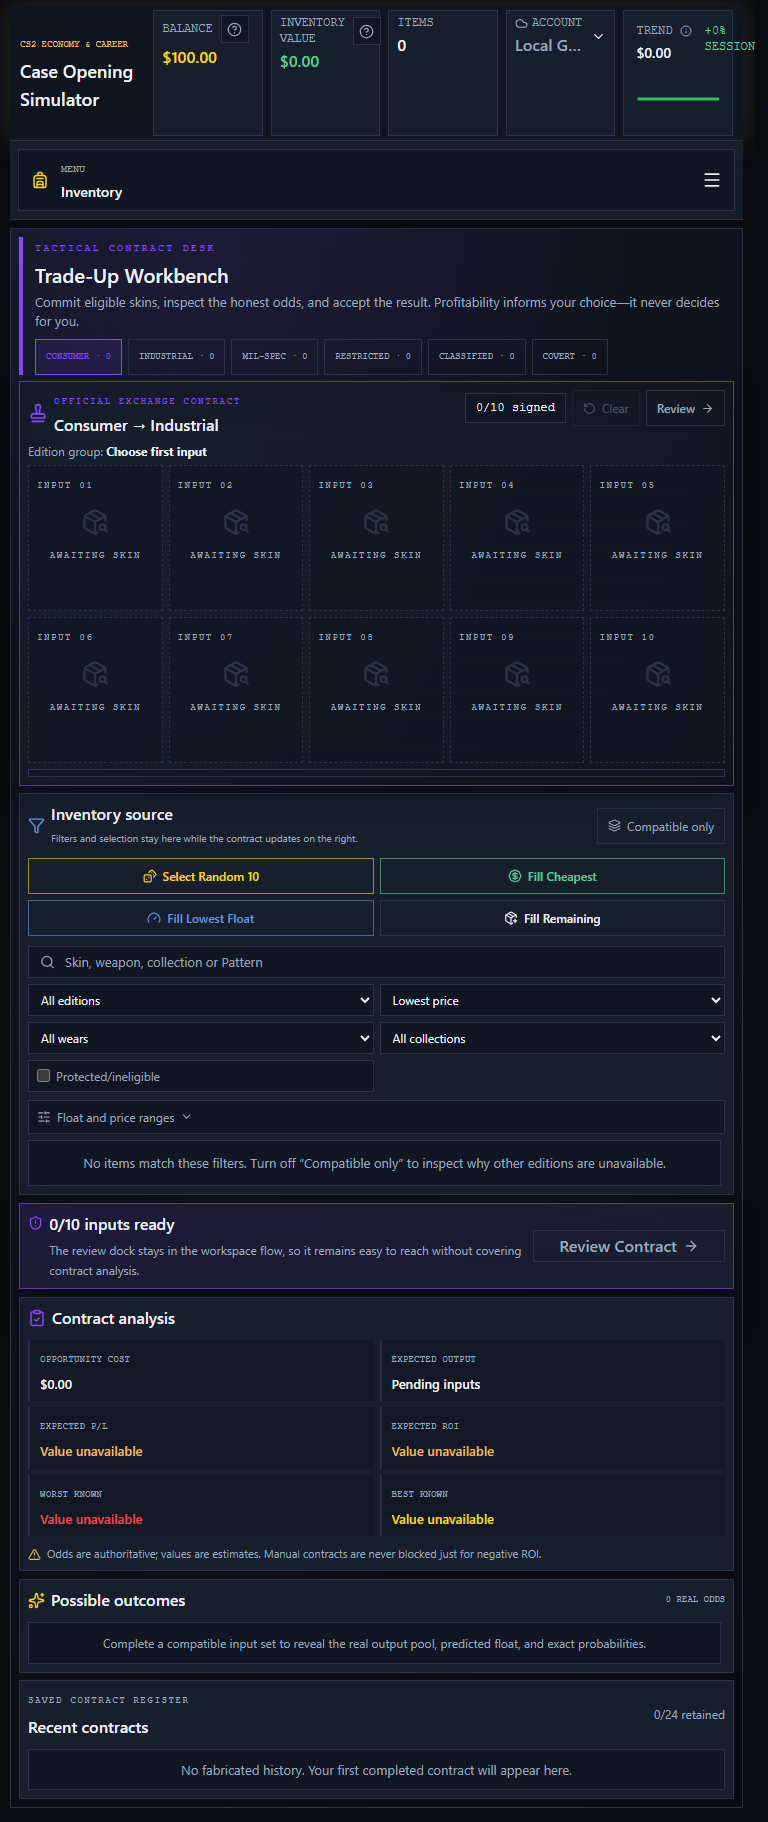 CS2 ECONOMY & CAREER
Case Opening
Simulator
BALANCE
$100.00
INVENTORY
VALUE
$0.00
ITEMS
0
ACCOUNT
Local G...
TREND
$0.00
+0%
SESSION
MENU
Inventory
TACTICAL CONTRACT DESK
Trade-Up Workbench
Commit eligible skins, inspect the honest odds, and accept the result. Profitability informs your choice—it never decides
for you.
CONSUMER · 0
INDUSTRIAL · 0
MIL-SPEC · 0
RESTRICTED · 0
CLASSIFIED · 0
COVERT · 0
OFFICIAL EXCHANGE CONTRACT
Consumer → Industrial
0/10 signed
Clear
Review →
Edition group: Choose first input
INPUT 01
INPUT 02
INPUT 03
INPUT 04
INPUT 05
AWAITING SKIN
AWAITING SKIN
AWAITING SKIN
AWAITING SKIN
AWAITING SKIN
INPUT 06
INPUT 07
INPUT 08
INPUT 09
INPUT 10
AWAITING SKIN
AWAITING SKIN
AWAITING SKIN
AWAITING SKIN
AWAITING SKIN
Inventory source
Filters and selection stay here while the contract updates on the right.
Compatible only
Select Random 10
Fill Cheapest
Fill Lowest Float
Fill Remaining
Skin, weapon, collection or Pattern
All editions
Lowest price
All wears
All collections
Protected/ineligible
Float and price ranges
No items match these filters. Turn off “Compatible only” to inspect why other editions are unavailable.
0/10 inputs ready
The review dock stays in the workspace flow, so it remains easy to reach without covering
contract analysis.
Review Contract →
Contract analysis
OPPORTUNITY COST
$0.00
EXPECTED OUTPUT
Pending inputs
EXPECTED P/L
Value unavailable
EXPECTED ROI
Value unavailable
WORST KNOWN
Value unavailable
BEST KNOWN
Value unavailable
Odds are authoritative; values are estimates. Manual contracts are never blocked just for negative ROI.
Possible outcomes
0 REAL ODDS
Complete a compatible input set to reveal the real output pool, predicted float, and exact probabilities.
SAVED CONTRACT REGISTER
Recent contracts
0/24 retained
No fabricated history. Your first completed contract will appear here.